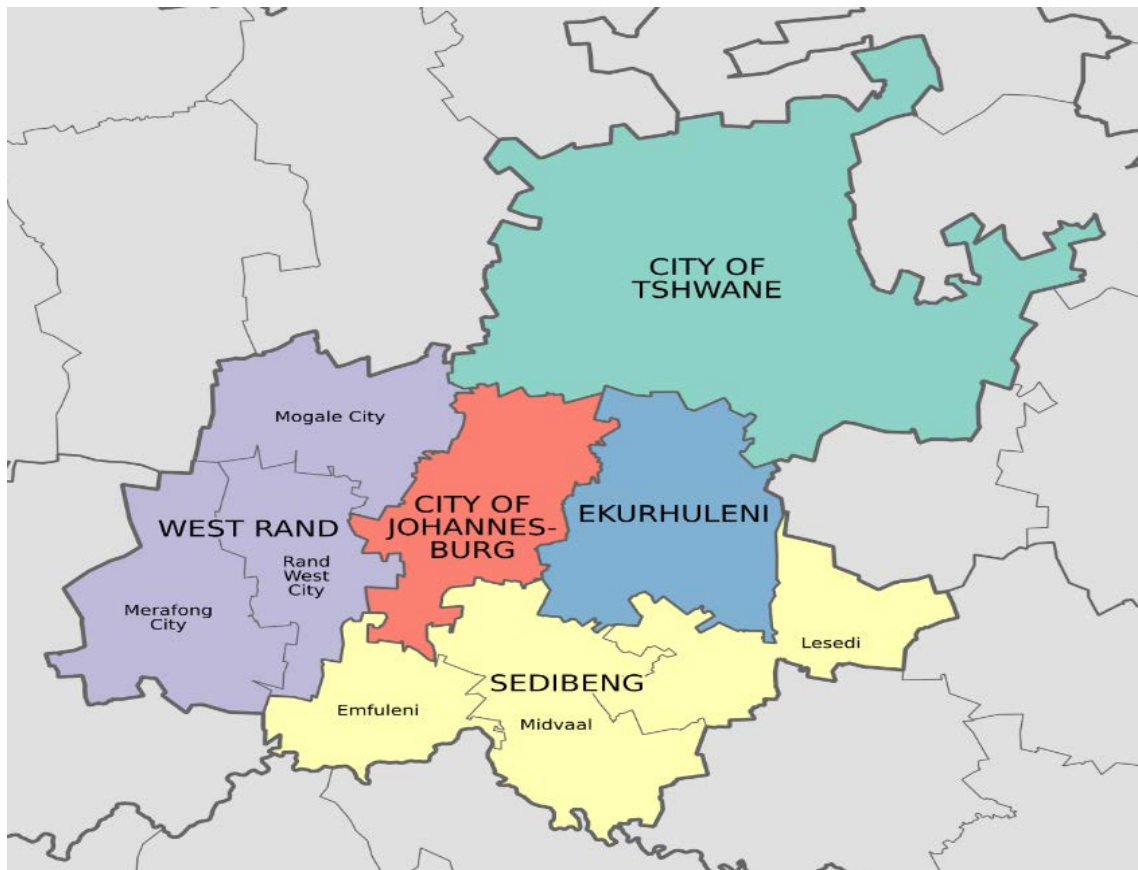 CITY OF
TSHWANE
Mogale City
CITY OF
JOHANNES-
BURG
EKURHULENI
WEST RAND
Rand
West
City
Merafong
City
Lesedi
SEDIBENG
Emfuleni
Midvaal